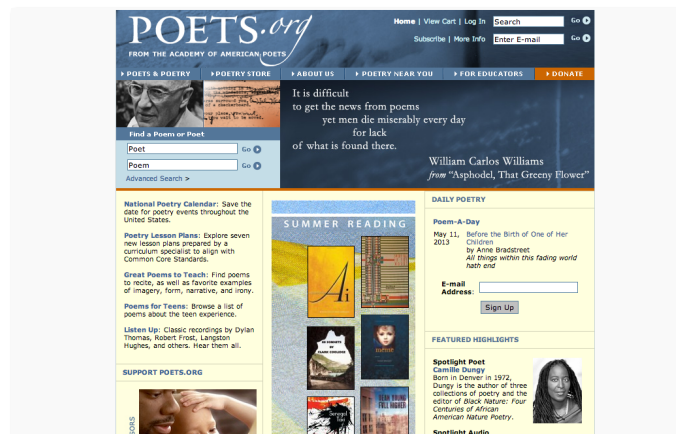 POETS.org
FROM THE ACADEMY OF AMERICAN POETS
Home | View Cart | Log In
Search
Go
Subscribe | More Info
Enter E-mail
Go
POETS & POETRY
POETRY STORE
ABOUT US
POETRY NEAR YOU
FOR EDUCATORS
DONATE
Find a Poem or Poet
Poet
Go
Poem
Go
Advanced Search >
It is difficult
to get the news from poems
yet men die miserably every day
for lack
of what is found there.
William Carlos Williams
from “Asphodel, That Greeny Flower”
National Poetry Calendar: Save the
date for poetry events throughout the
United States.
Poetry Lesson Plans: Explore seven
new lesson plans prepared by a
curriculum specialist to align with
Common Core Standards.
Great Poems to Teach: Find poems
to recite, as well as favorite examples
of imagery, form, narrative, and irony.
Poems for Teens: Browse a list of
poems about the teen experience.
Listen Up: Classic recordings by Dylan
Thomas, Robert Frost, Langston
Hughes, and others. Hear them all.
SUPPORT POETS.ORG
SUMMER READING
Ai
DAILY POETRY
Poem-A-Day
May 11,
2013
Before the Birth of One of Her
Children
by Anne Bradstreet
All things within this fading world
hath end
E-mail
Address:
Sign Up
FEATURED HIGHLIGHTS
Spotlight Poet
Camille Dungy
Born in Denver in 1972,
Dungy is the author of three
collections of poetry and the
editor of Black Nature: Four
Centuries of African
American Nature Poetry.
Spotlight Audio